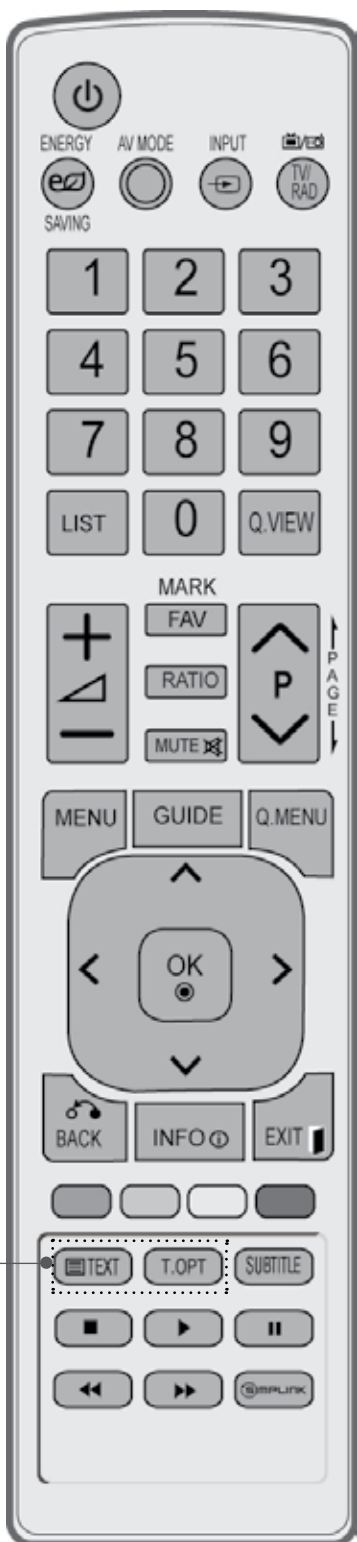 ENERGY AV MODE INPUT
TV/
RAD
SAVING
1 2 3
4 5 6
7 8 9
LIST 0 Q.VIEW
MARK
FAV
RATIO P PAGE
MUTE
MENU GUIDE Q.MENU
OK
BACK INFO EXIT
TEXT T.OPT SUBTITLE
SIMPLINK